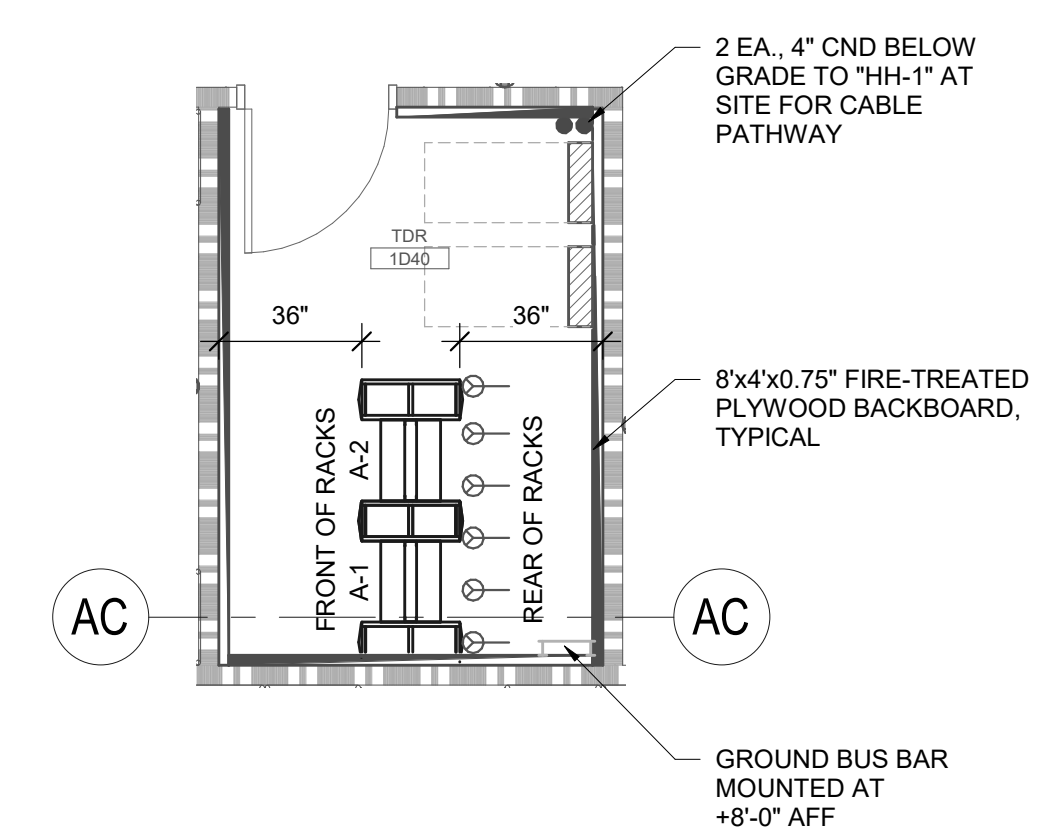 2 EA., 4" CND BELOW
GRADE TO "HH-1" AT
SITE FOR CABLE
PATHWAY
TDR
1D40
36"
36"
8'x4'x0.75" FIRE-TREATED
PLYWOOD BACKBOARD,
TYPICAL
FRONT OF RACKS
A-2
A-1
REAR OF RACKS
AC
AC
GROUND BUS BAR
MOUNTED AT
+8'-0" AFF